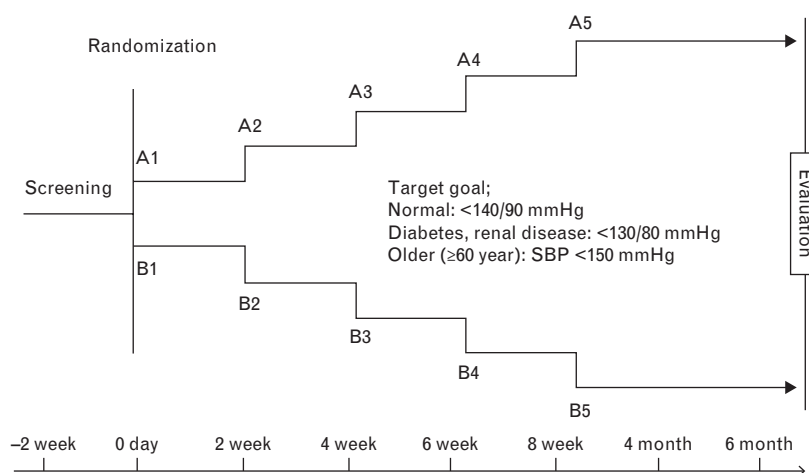 Randomization
A5
A4
A3
A2
A1
Screening
Target goal;
Normal: <140/90 mmHg
Diabetes, renal disease: <130/80 mmHg
Older (≥60 year): SBP <150 mmHg
Evaluation
B1
B2
B3
B4
B5
–2 week 0 day 2 week 4 week 6 week 8 week 4 month 6 month